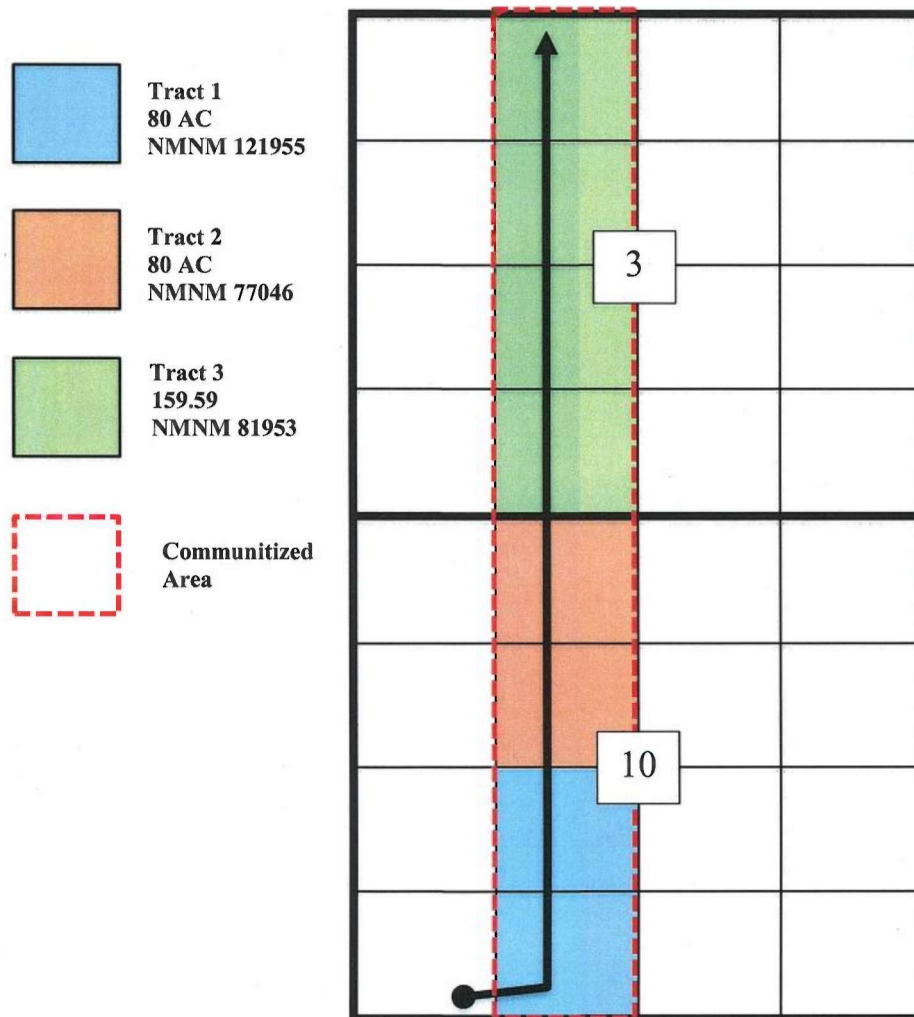 Tract 1
80 AC
NMNM 121955
Tract 2
80 AC
NMNM 77046
Tract 3
159.59
NMNM 81953
Communitized
Area
3
10